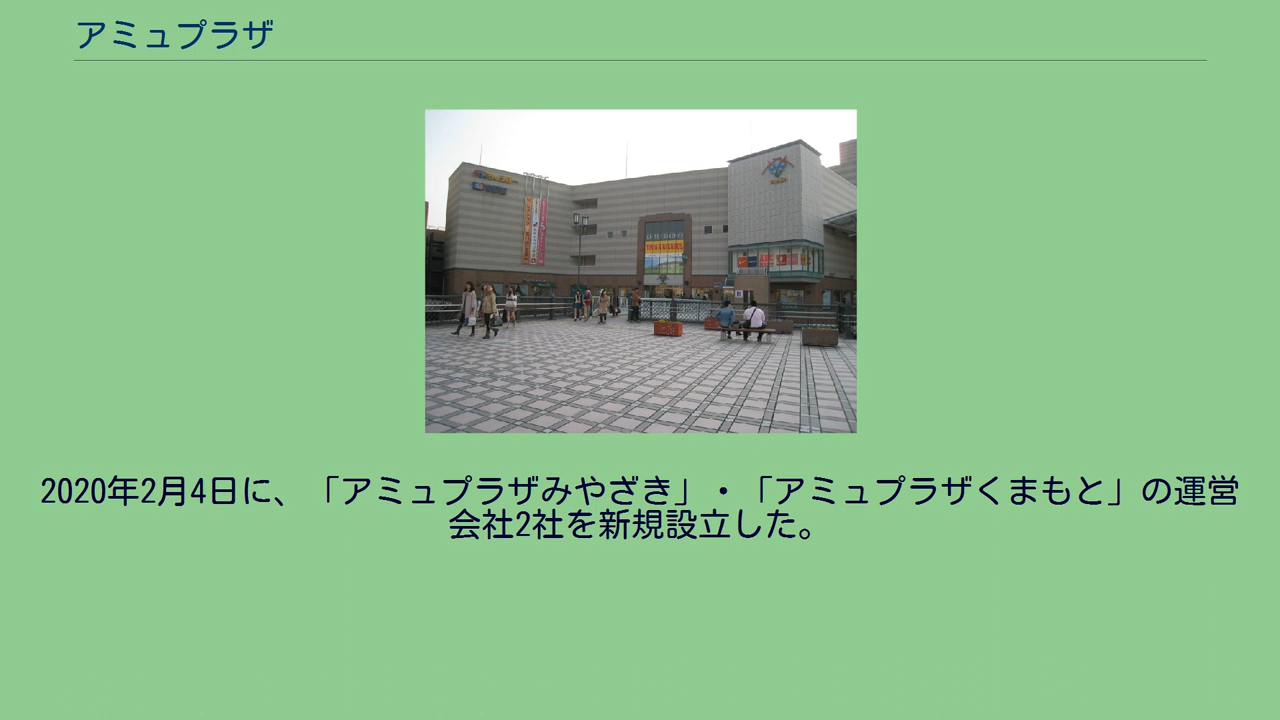 アミュプラザ
2020年2月4日に、「アミュプラザみやざき」・「アミュプラザくまもと」の運営
会社2社を新規設立した。